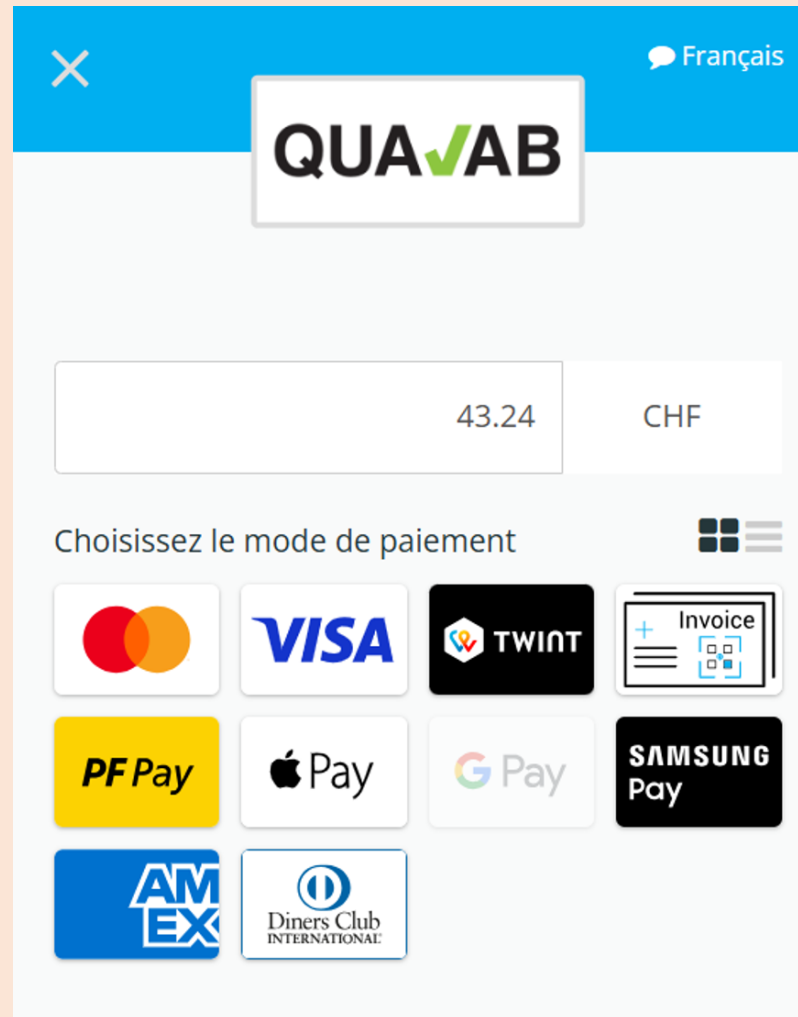 Français
QUALAB
43.24 CHF
Choisissez le mode de paiement
VISA
TWINT
Invoice
PF Pay
Pay
G Pay
SAMSUNG
Pay
AM
EX
Diners Club
INTERNATIONAL